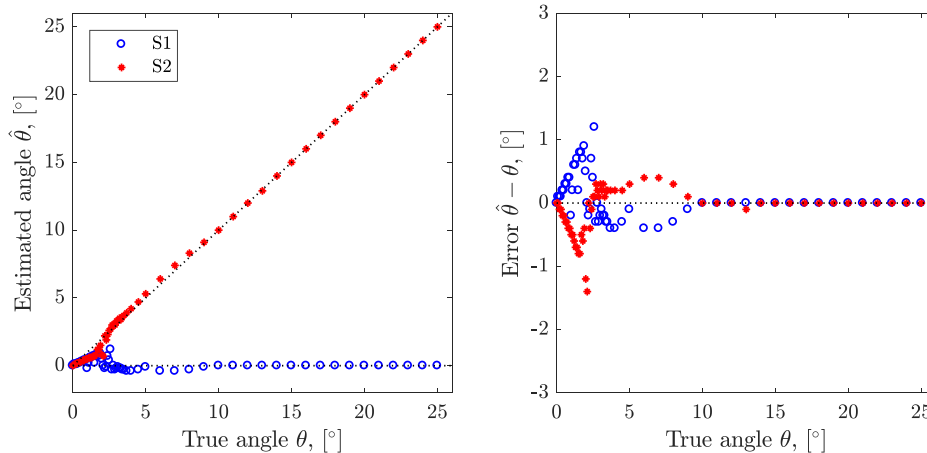 25
20
15
10
5
0
Estimated angle θ̂, [°]
S1
S2
0 5 10 15 20 25
True angle θ, [°]
3
2
1
0
-1
-2
-3
Error θ̂ − θ, [°]
0 5 10 15 20 25
True angle θ, [°]